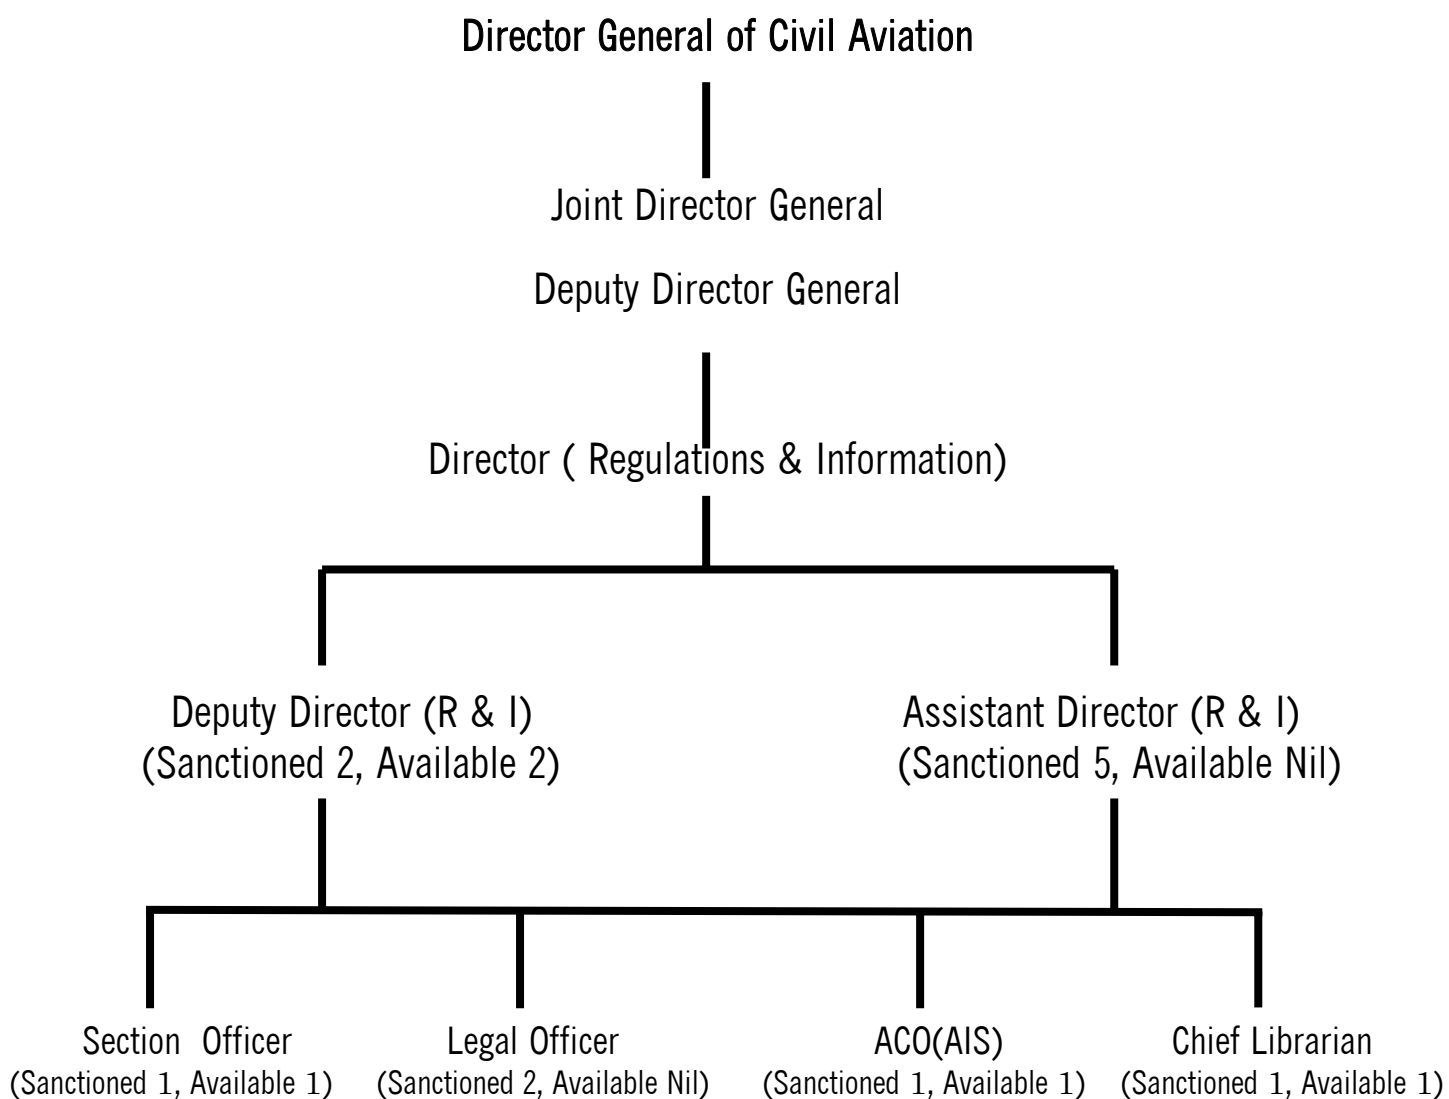 Director General of Civil Aviation
Joint Director General
Deputy Director General
Director ( Regulations & Information)
Deputy Director (R & I)
(Sanctioned 2, Available 2)
Assistant Director (R & I)
(Sanctioned 5, Available Nil)
Section Officer
(Sanctioned 1, Available 1)
Legal Officer
(Sanctioned 2, Available Nil)
ACO(AIS)
(Sanctioned 1, Available 1)
Chief Librarian
(Sanctioned 1, Available 1)